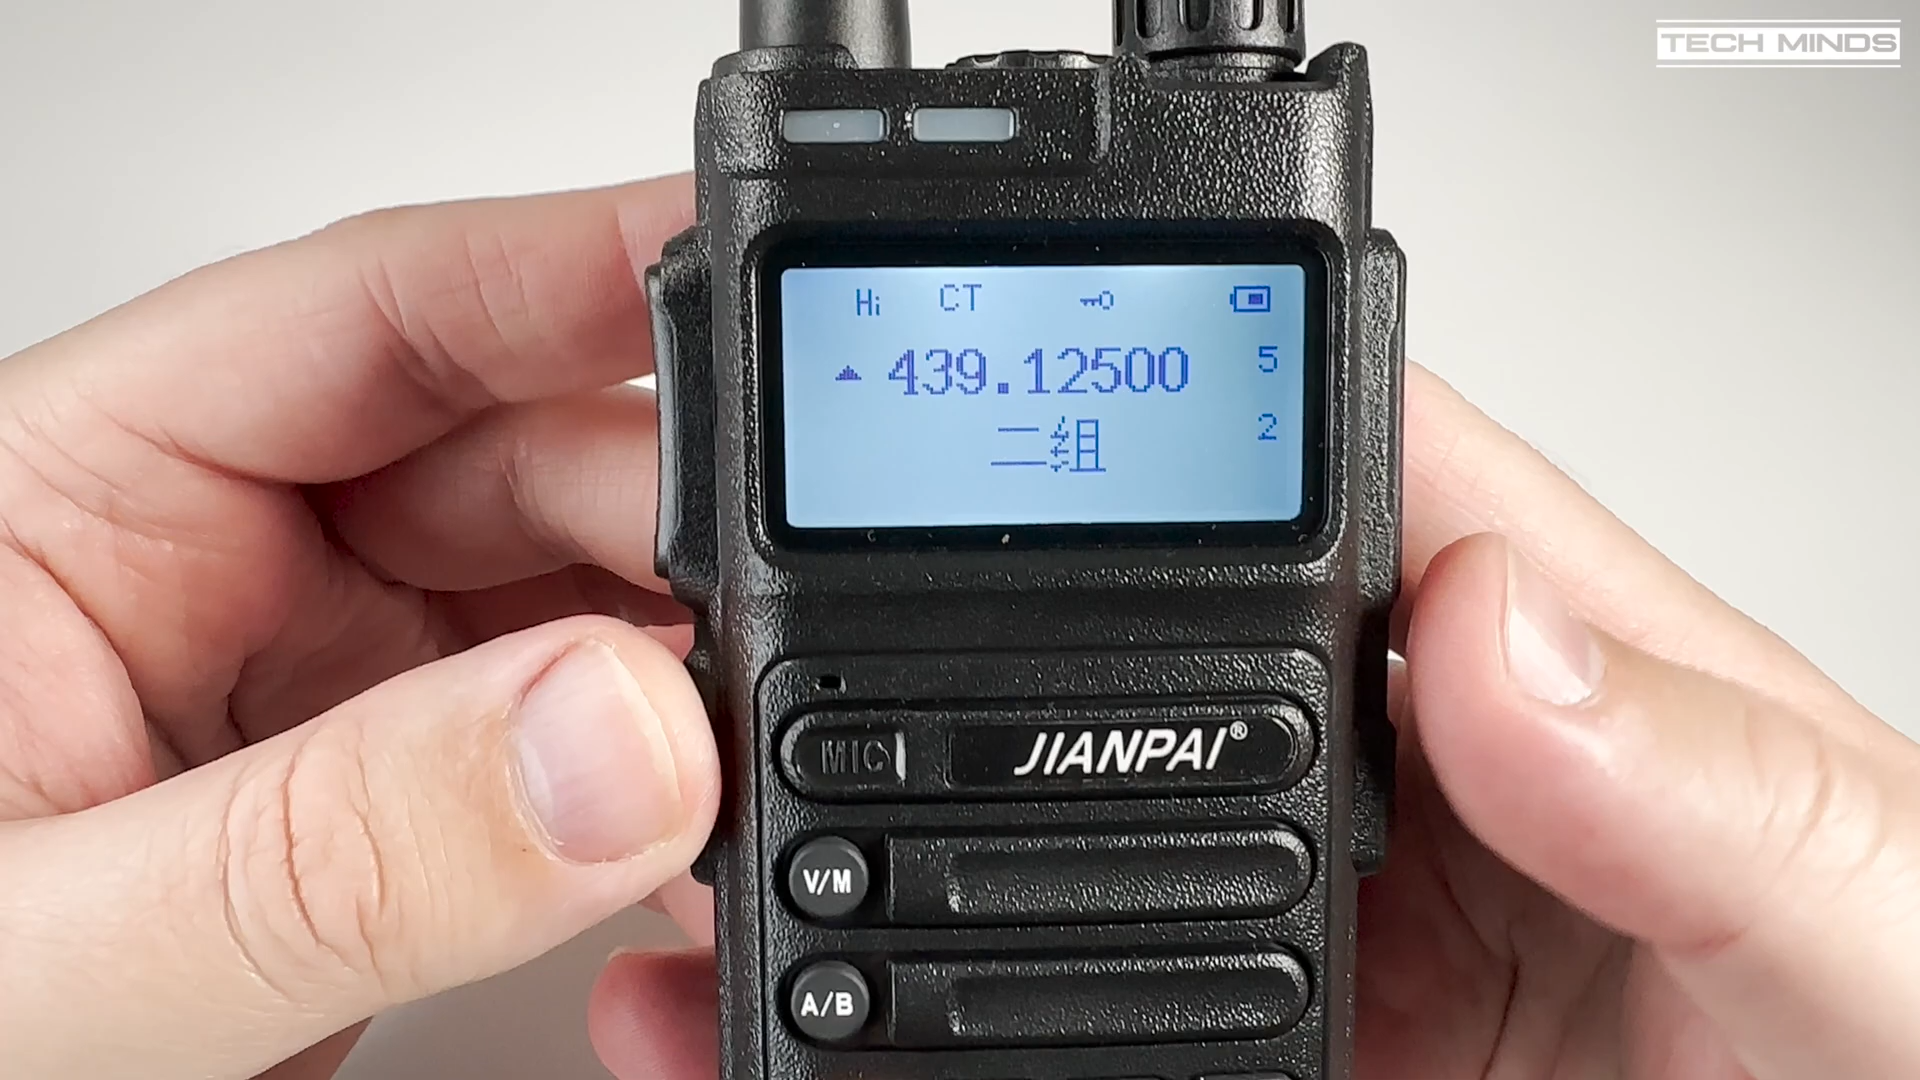 TECH MINDS
Hi CT
439.12500 5
二组 2
MIC JIANPAI®
V/M
A/B